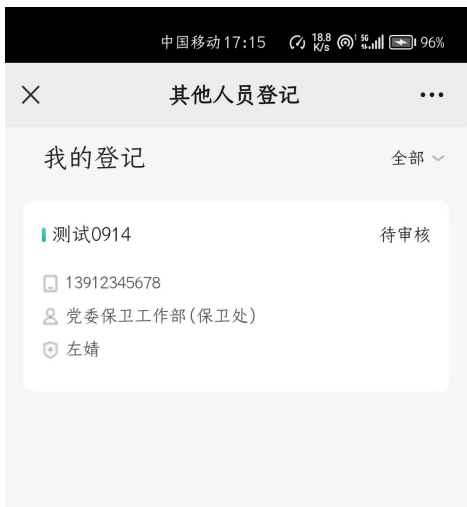 中国移动17:15 18.8 K/s 5G 96%
其他人员登记
我的登记 全部
测试0914 待审核
13912345678
党委保卫工作部(保卫处)
左婧